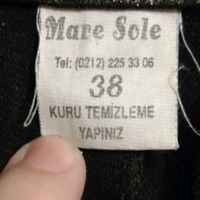 Mare Sole
Tel: (0212) 225 33 06
38
KURU TEMİZLEME
YAPINIZ